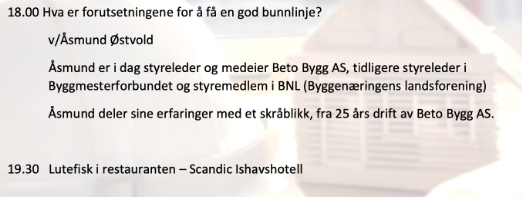 18.00 Hva er forutsetningene for å få en god bunnlinje?
v/Åsmund Østvold
Åsmund er i dag styreleder og medeier Beto Bygg AS, tidligere styreleder i
Byggmesterforbundet og styremedlem i BNL (Byggenæringens landsforening)
Åsmund deler sine erfaringer med et skråblikk, fra 25 års drift av Beto Bygg AS.
19.30 Lutefisk i restauranten – Scandic Ishavshotell